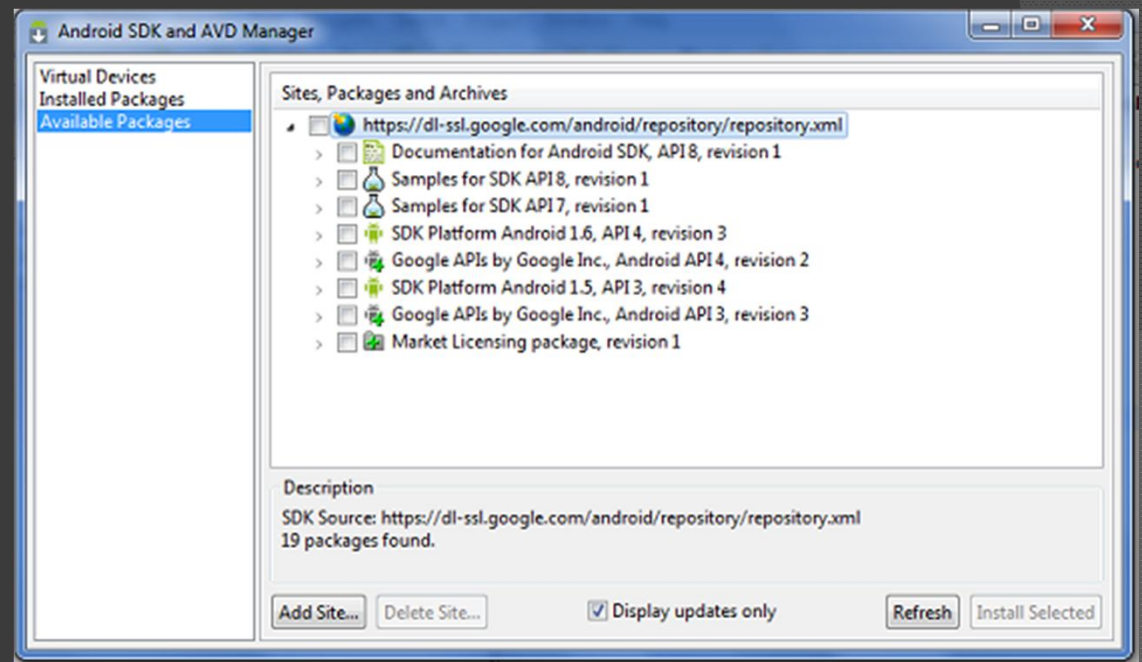 Android SDK and AVD Manager
Virtual Devices
Installed Packages
Available Packages
Sites, Packages and Archives
https://dl-ssl.google.com/android/repository/repository.xml
Documentation for Android SDK, API 8, revision 1
Samples for SDK API 8, revision 1
Samples for SDK API 7, revision 1
SDK Platform Android 1.6, API 4, revision 3
Google APIs by Google Inc., Android API 4, revision 2
SDK Platform Android 1.5, API 3, revision 4
Google APIs by Google Inc., Android API 3, revision 3
Market Licensing package, revision 1
Description
SDK Source: https://dl-ssl.google.com/android/repository/repository.xml
19 packages found.
Add Site... Delete Site... Display updates only Refresh Install Selected